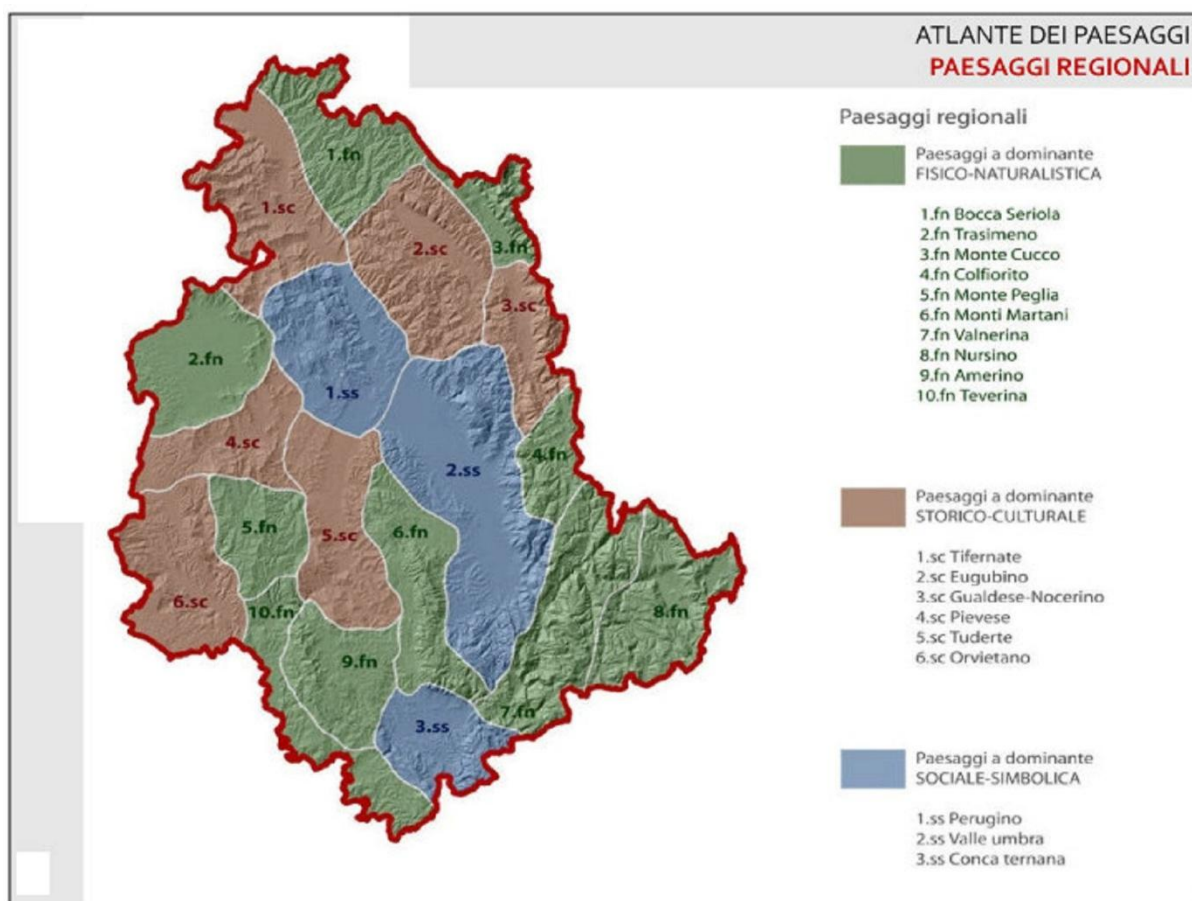 ATLANTE DEI PAESAGGI
PAESAGGI REGIONALI
Paesaggi regionali
Paesaggi a dominante
FISICO-NATURALISTICA
1.fn Bocca Seriola
2.fn Trasimeno
3.fn Monte Cucco
4.fn Colfiorito
5.fn Monte Peglia
6.fn Monti Martani
7.fn Valnerina
8.fn Nursino
9.fn Amerino
10.fn Teverina
Paesaggi a dominante
STORICO-CULTURALE
1.sc Tifernate
2.sc Eugubino
3.sc Gualdese-Nocerino
4.sc Pievese
5.sc Tuderte
6.sc Orvietano
Paesaggi a dominante
SOCIALE-SIMBOLICA
1.ss Perugino
2.ss Valle umbra
3.ss Conca ternana
1.fn
1.sc
2.sc
3.fn
3.sc
2.fn
1.ss
4.sc
4.fn
2.ss
5.fn
5.sc
6.fn
6.sc
10.fn
8.fn
9.fn
7.fn
3.ss